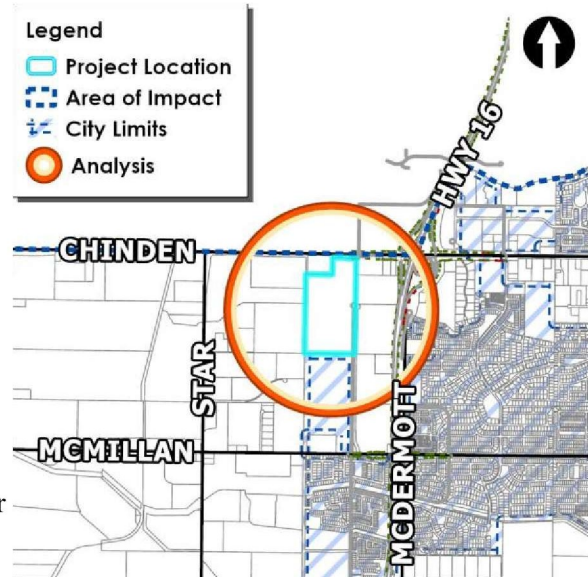 Legend
Project Location
Area of Impact
City Limits
Analysis
HWY 16
CHINDEN
STAR
MCMILLAN
MCDERMOTT
r